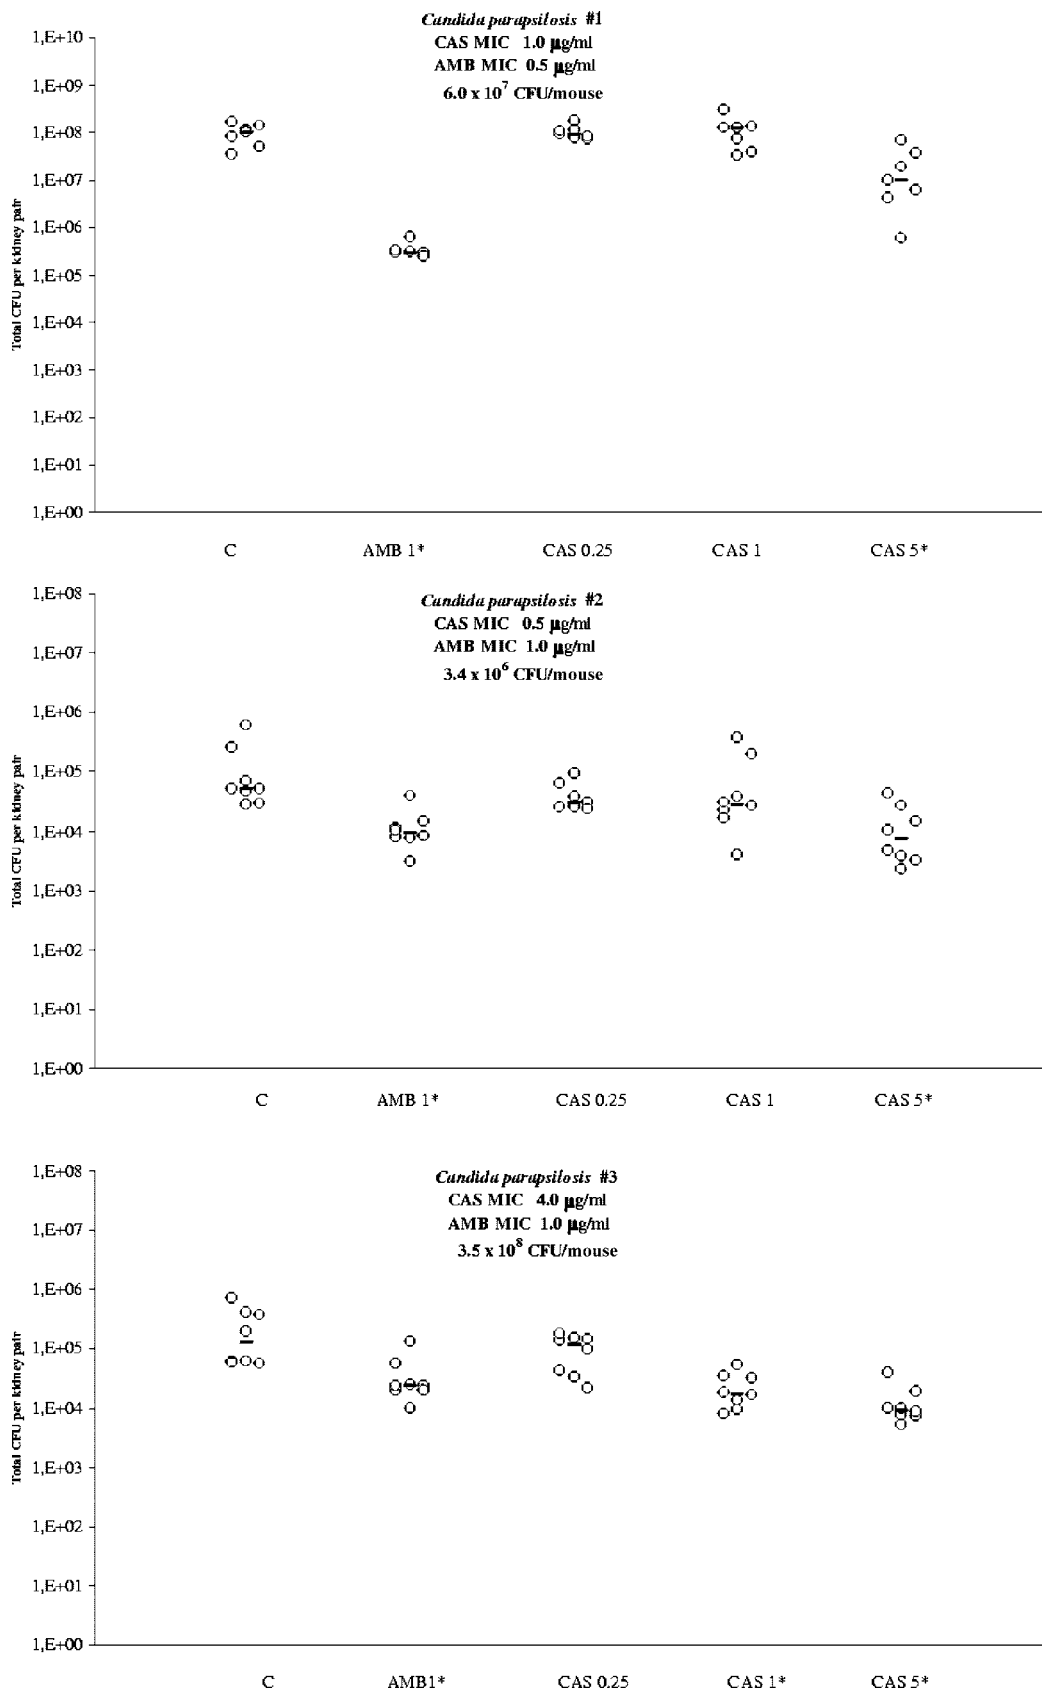 Candida parapsilosis #1
CAS MIC 1.0 µg/ml
AMB MIC 0.5 µg/ml
6.0 x 10^7 CFU/mouse
Total CFU per kidney pair
1,E+10
1,E+09
1,E+08
1,E+07
1,E+06
1,E+05
1,E+04
1,E+03
1,E+02
1,E+01
1,E+00
C AMB 1* CAS 0.25 CAS 1 CAS 5*
Candida parapsilosis #2
CAS MIC 0.5 µg/ml
AMB MIC 1.0 µg/ml
3.4 x 10^6 CFU/mouse
Total CFU per kidney pair
1,E+08
1,E+07
1,E+06
1,E+05
1,E+04
1,E+03
1,E+02
1,E+01
1,E+00
C AMB 1* CAS 0.25 CAS 1 CAS 5*
Candida parapsilosis #3
CAS MIC 4.0 µg/ml
AMB MIC 1.0 µg/ml
3.5 x 10^8 CFU/mouse
Total CFU per kidney pair
1,E+08
1,E+07
1,E+06
1,E+05
1,E+04
1,E+03
1,E+02
1,E+01
1,E+00
C AMB1* CAS 0.25 CAS 1* CAS 5*